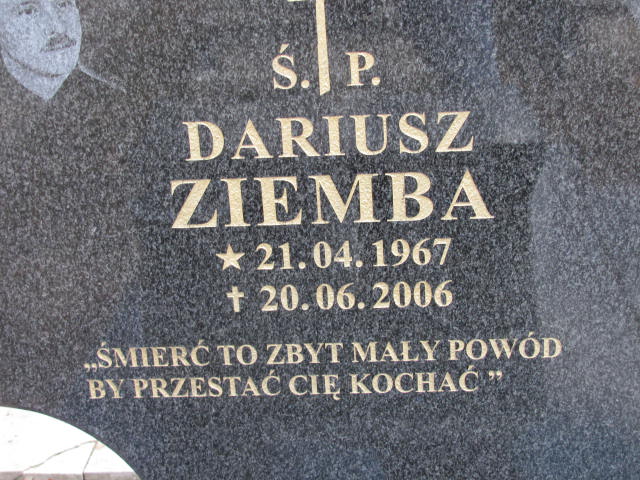 Ś. P.
DARIUSZ
ZIEMBA
★ 21.04.1967
✝ 20.06.2006
„ŚMIERĆ TO ZBYT MAŁY POWÓD
BY PRZESTAĆ CIĘ KOCHAĆ”